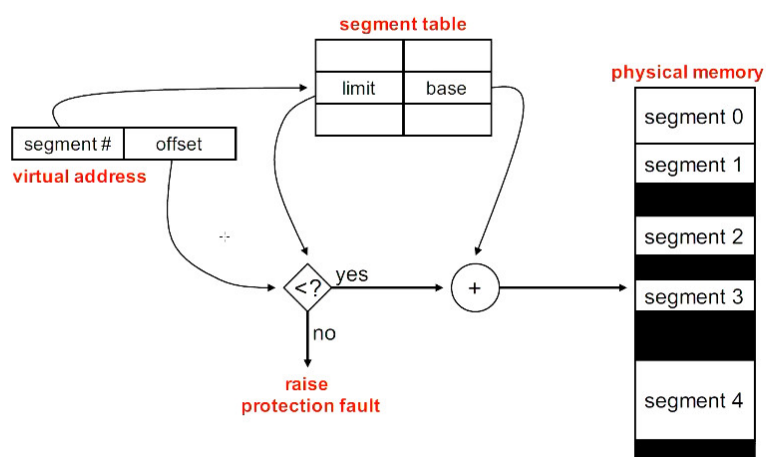 segment table
physical memory
limit
base
segment 0
segment #
offset
segment 1
virtual address
segment 2
yes
<?
+
segment 3
no
raise
protection fault
segment 4